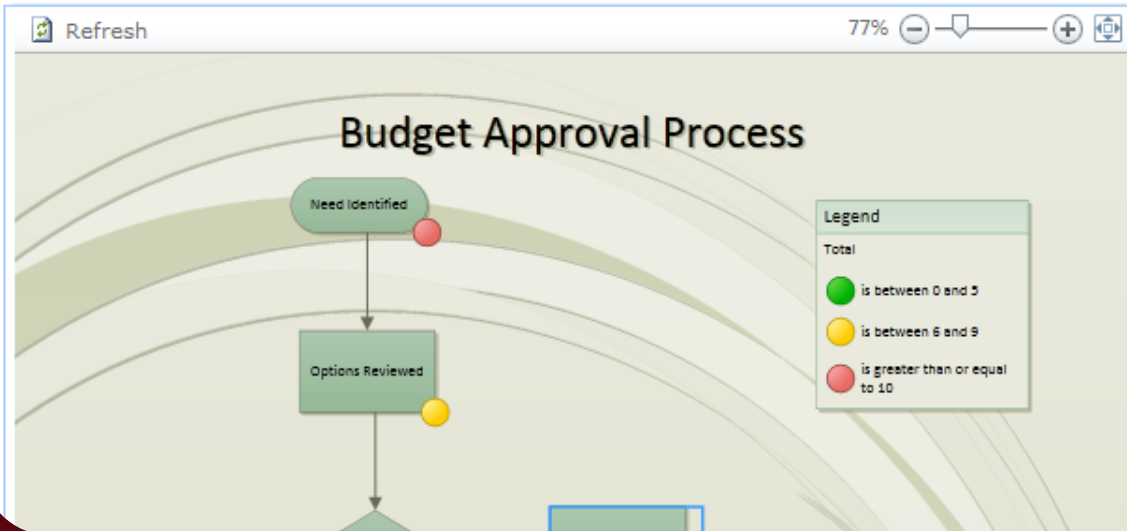 Refresh
77%
Budget Approval Process
Need Identified
Legend
Total
is between 0 and 5
is between 6 and 9
is greater than or equal
to 10
Options Reviewed